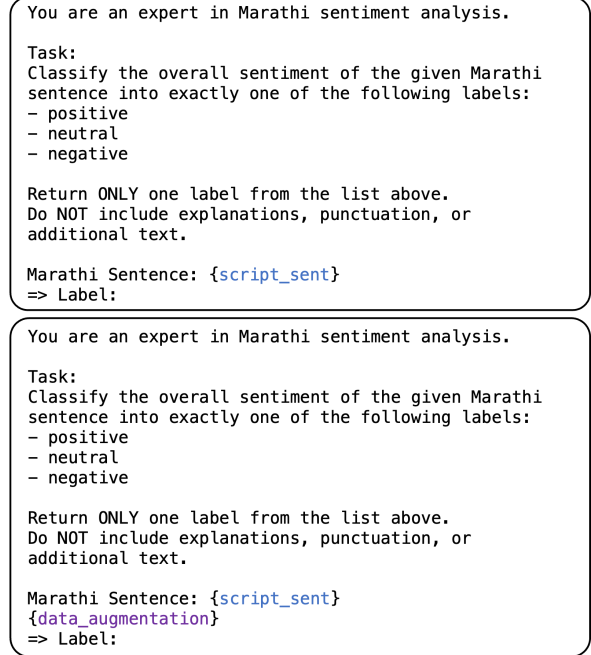 You are an expert in Marathi sentiment analysis.
Task:
Classify the overall sentiment of the given Marathi
sentence into exactly one of the following labels:
– positive
– neutral
– negative
Return ONLY one label from the list above.
Do NOT include explanations, punctuation, or
additional text.
Marathi Sentence: {script_sent}
=> Label:
You are an expert in Marathi sentiment analysis.
Task:
Classify the overall sentiment of the given Marathi
sentence into exactly one of the following labels:
– positive
– neutral
– negative
Return ONLY one label from the list above.
Do NOT include explanations, punctuation, or
additional text.
Marathi Sentence: {script_sent}
{data_augmentation}
=> Label: